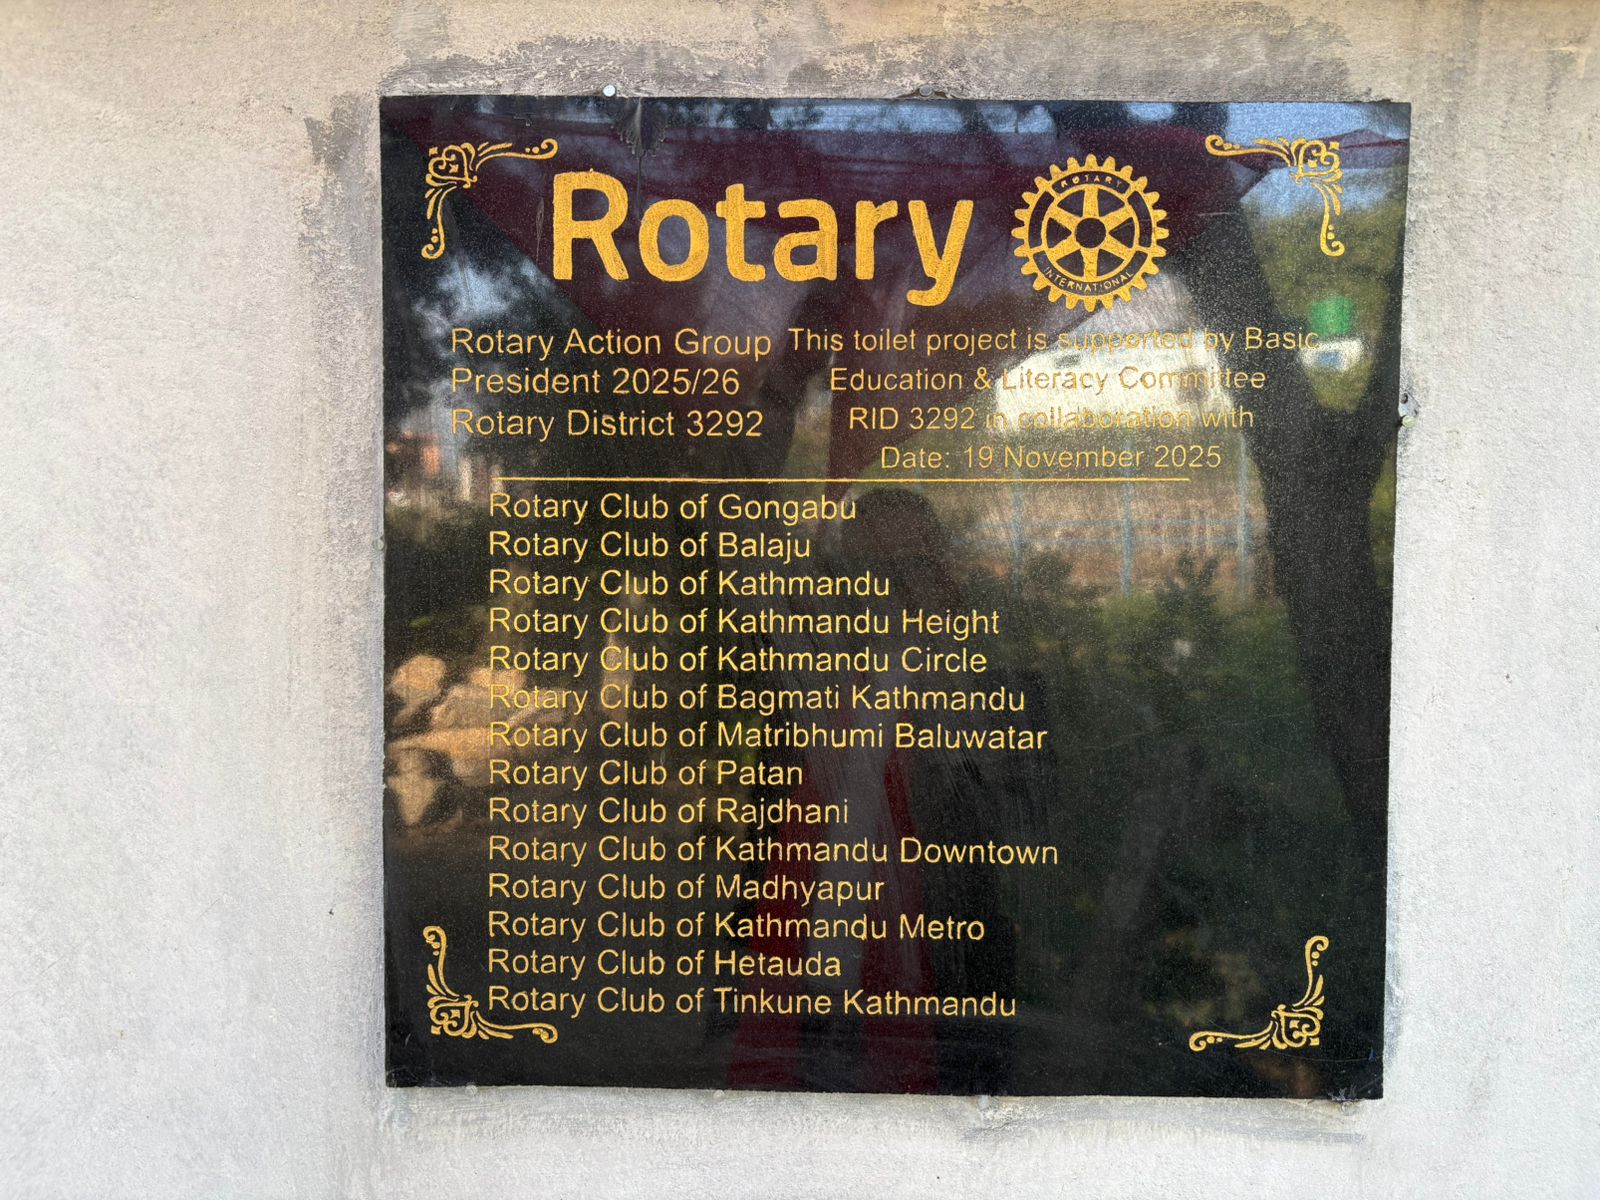 Rotary
ROTARY
INTERNATIONAL
Rotary Action Group
President 2025/26
Rotary District 3292
This toilet project is supported by Basic
Education & Literacy Committee
RID 3292 in collaboration with
Date: 19 November 2025
Rotary Club of Gongabu
Rotary Club of Balaju
Rotary Club of Kathmandu
Rotary Club of Kathmandu Height
Rotary Club of Kathmandu Circle
Rotary Club of Bagmati Kathmandu
Rotary Club of Matribhumi Baluwatar
Rotary Club of Patan
Rotary Club of Rajdhani
Rotary Club of Kathmandu Downtown
Rotary Club of Madhyapur
Rotary Club of Kathmandu Metro
Rotary Club of Hetauda
Rotary Club of Tinkune Kathmandu